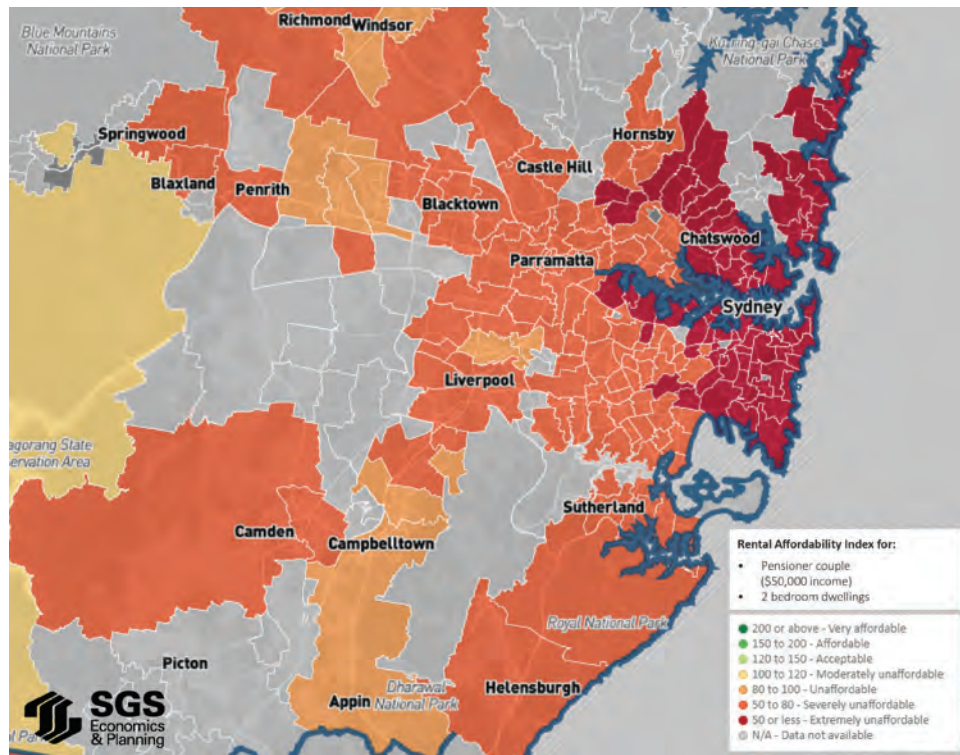 Richmond
Windsor
Blue Mountains
National Park
Ku-ring-gai Chase
National Park
Springwood
Hornsby
Castle Hill
Blaxland
Penrith
Blacktown
Chatswood
Parramatta
Sydney
Liverpool
agorang State
ervation Area
Sutherland
Camden
Campbelltown
Rental Affordability Index for:
• Pensioner couple
($50,000 income)
• 2 bedroom dwellings
Royal National Park
200 or above - Very affordable
150 to 200 - Affordable
120 to 150 - Acceptable
100 to 120 - Moderately unaffordable
80 to 100 - Unaffordable
50 to 80 - Severely unaffordable
50 or less - Extremely unaffordable
N/A - Data not available
Picton
Dharawal
National Park
Appin
Helensburgh
SGS
Economics
& Planning